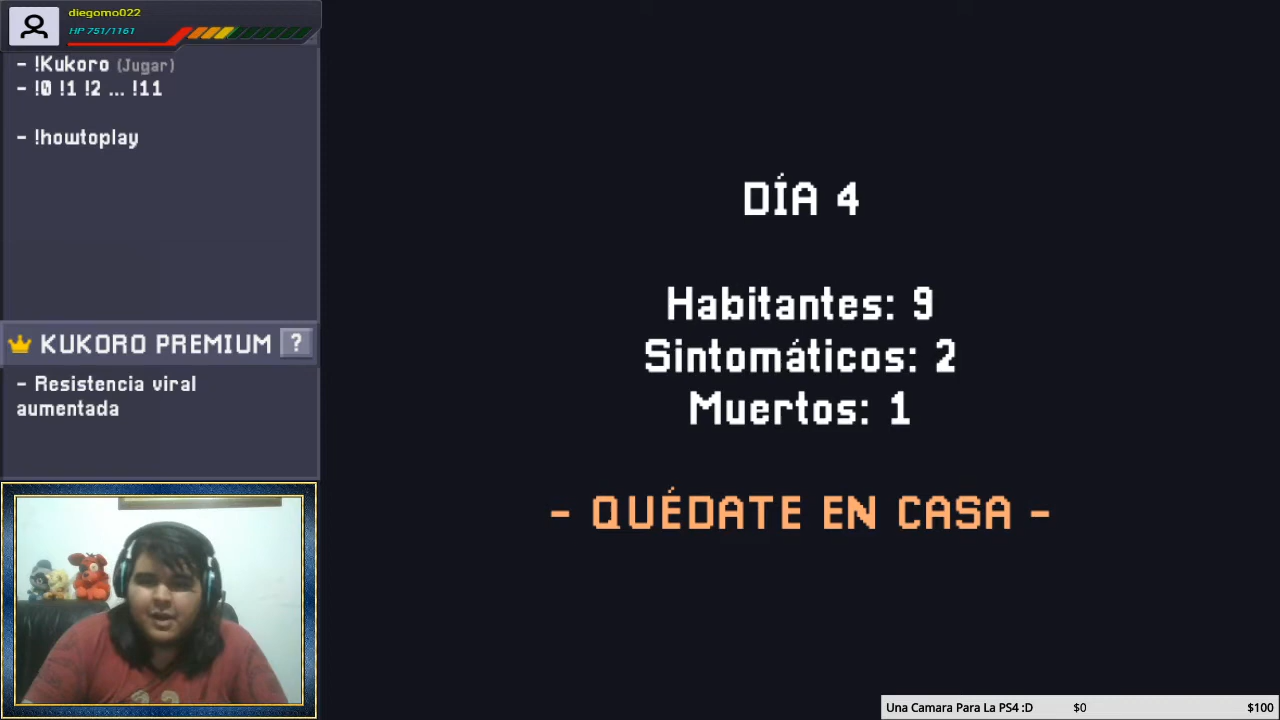 diegomo022
HP 751/1161
- !Kukoro (Jugar)
- !0 !1 !2 ... !11
- !howtoplay
KUKORO PREMIUM ?
- Resistencia viral
aumentada
DÍA 4
Habitantes: 9
Sintomáticos: 2
Muertos: 1
- QUÉDATE EN CASA -
Una Camara Para La PS4 :D $0 $100